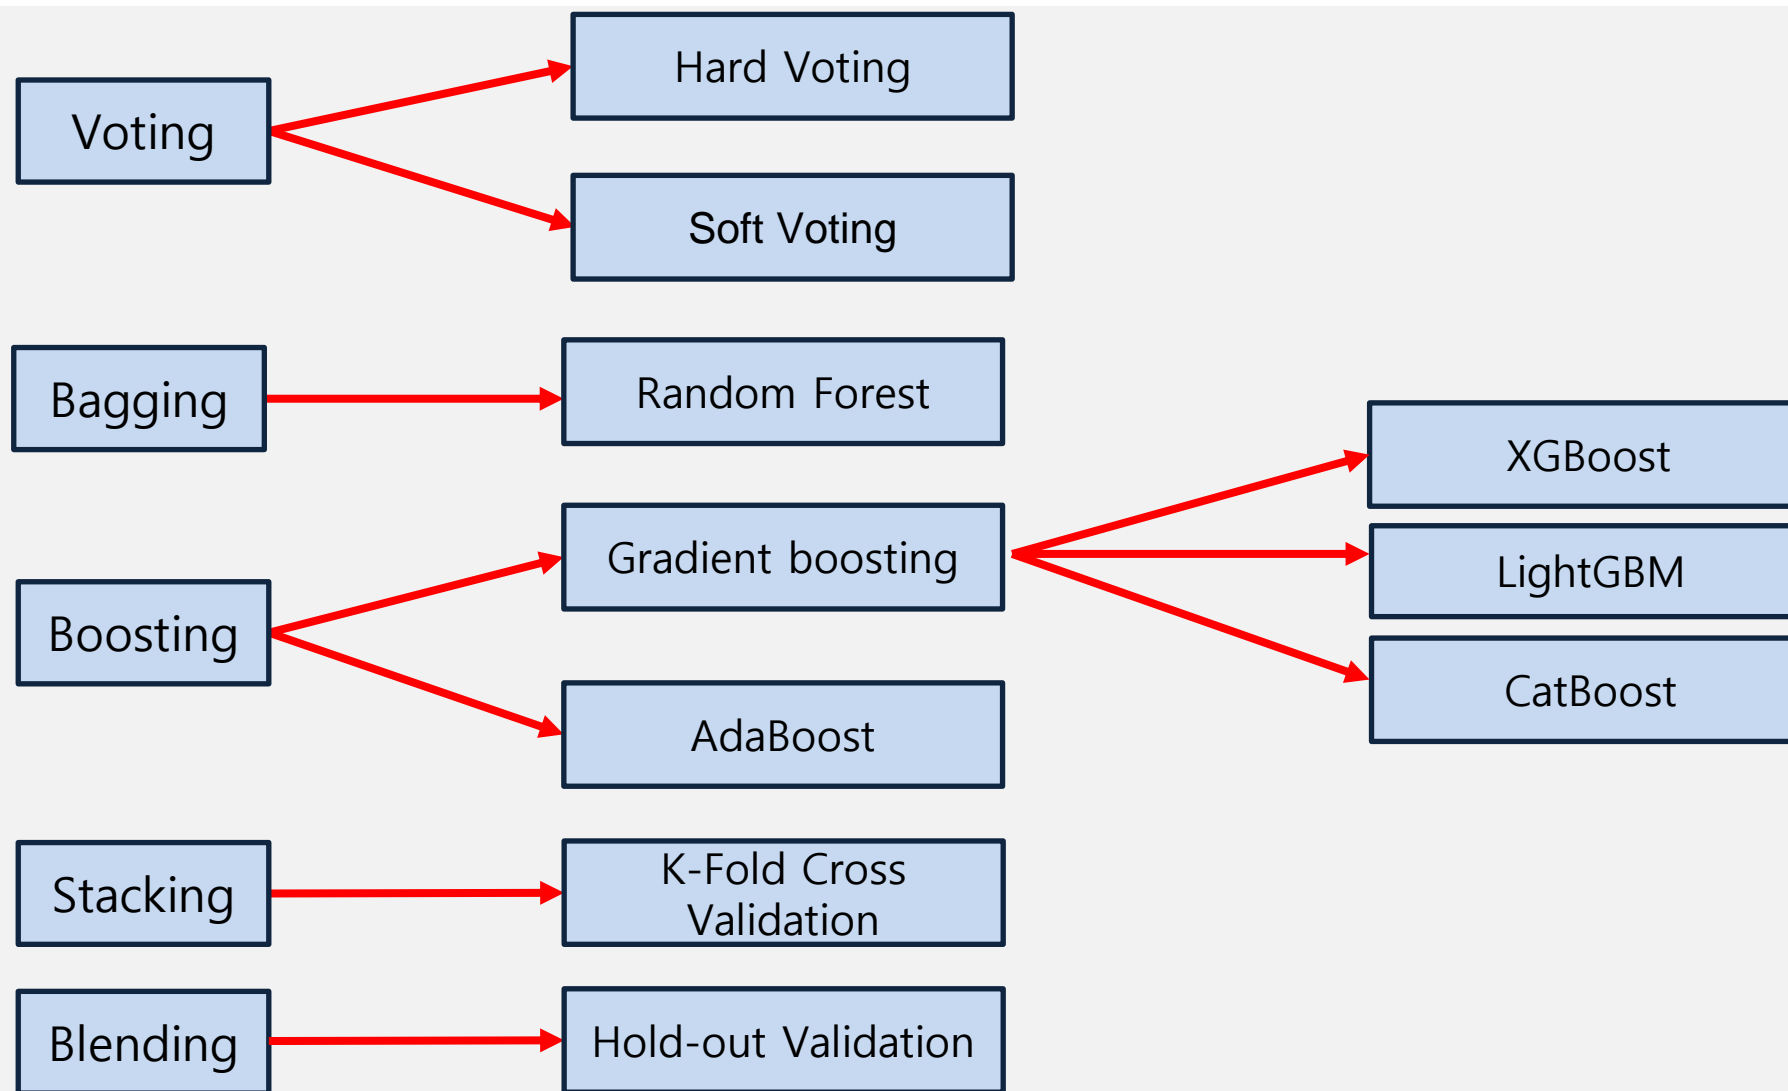 Voting
Hard Voting
Soft Voting
Bagging
Random Forest
Boosting
Gradient boosting
AdaBoost
XGBoost
LightGBM
CatBoost
Stacking
K-Fold Cross
Validation
Blending
Hold-out Validation